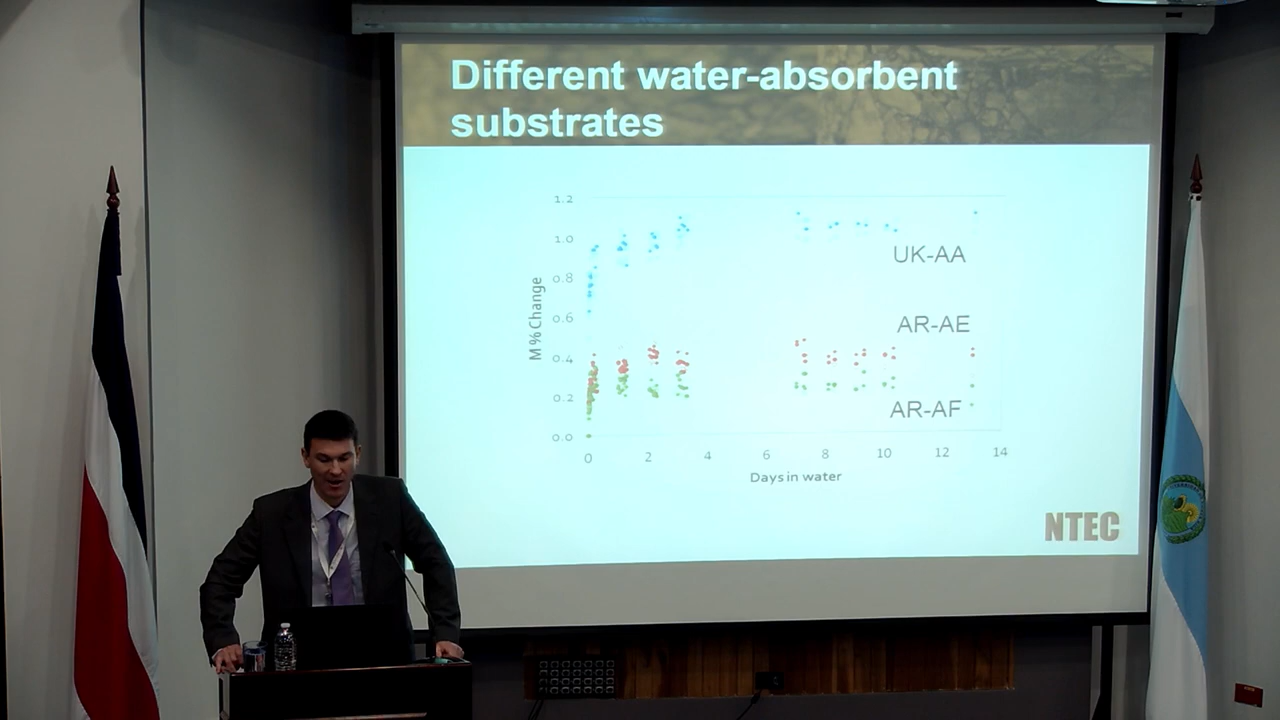 Different water-absorbent
substrates
1.2
1.0
0.8
0.6
0.4
0.2
0.0
M%Change
UK-AA
AR-AE
AR-AF
0 2 4 6 8 10 12 14
Days in water
NTEC